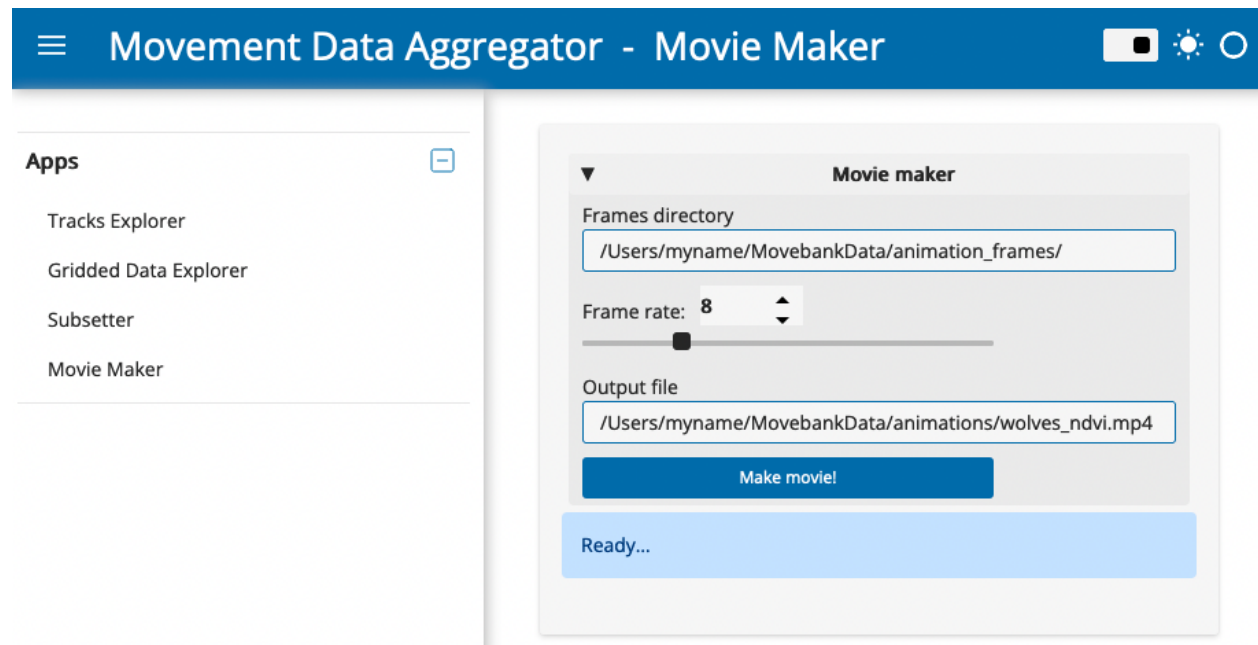 Movement Data Aggregator - Movie Maker
Apps
Tracks Explorer
Gridded Data Explorer
Subsetter
Movie Maker
Movie maker
Frames directory
/Users/myname/MovebankData/animation_frames/
Frame rate: 8
Output file
/Users/myname/MovebankData/animations/wolves_ndvi.mp4
Make movie!
Ready...